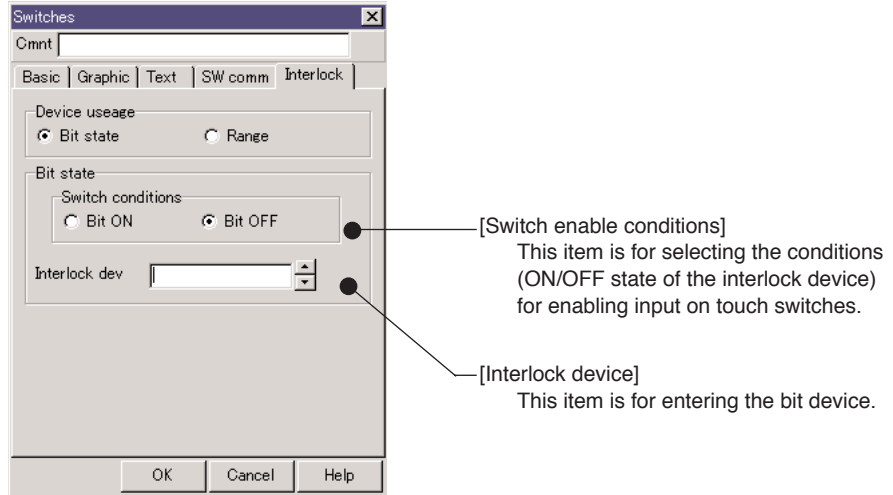 Switches
Cmnt
Basic Graphic Text SW comm Interlock
Device useage
Bit state Range
Bit state
Switch conditions
Bit ON Bit OFF
Interlock dev
OK Cancel Help
[Switch enable conditions]
This item is for selecting the conditions
(ON/OFF state of the interlock device)
for enabling input on touch switches.
[Interlock device]
This item is for entering the bit device.